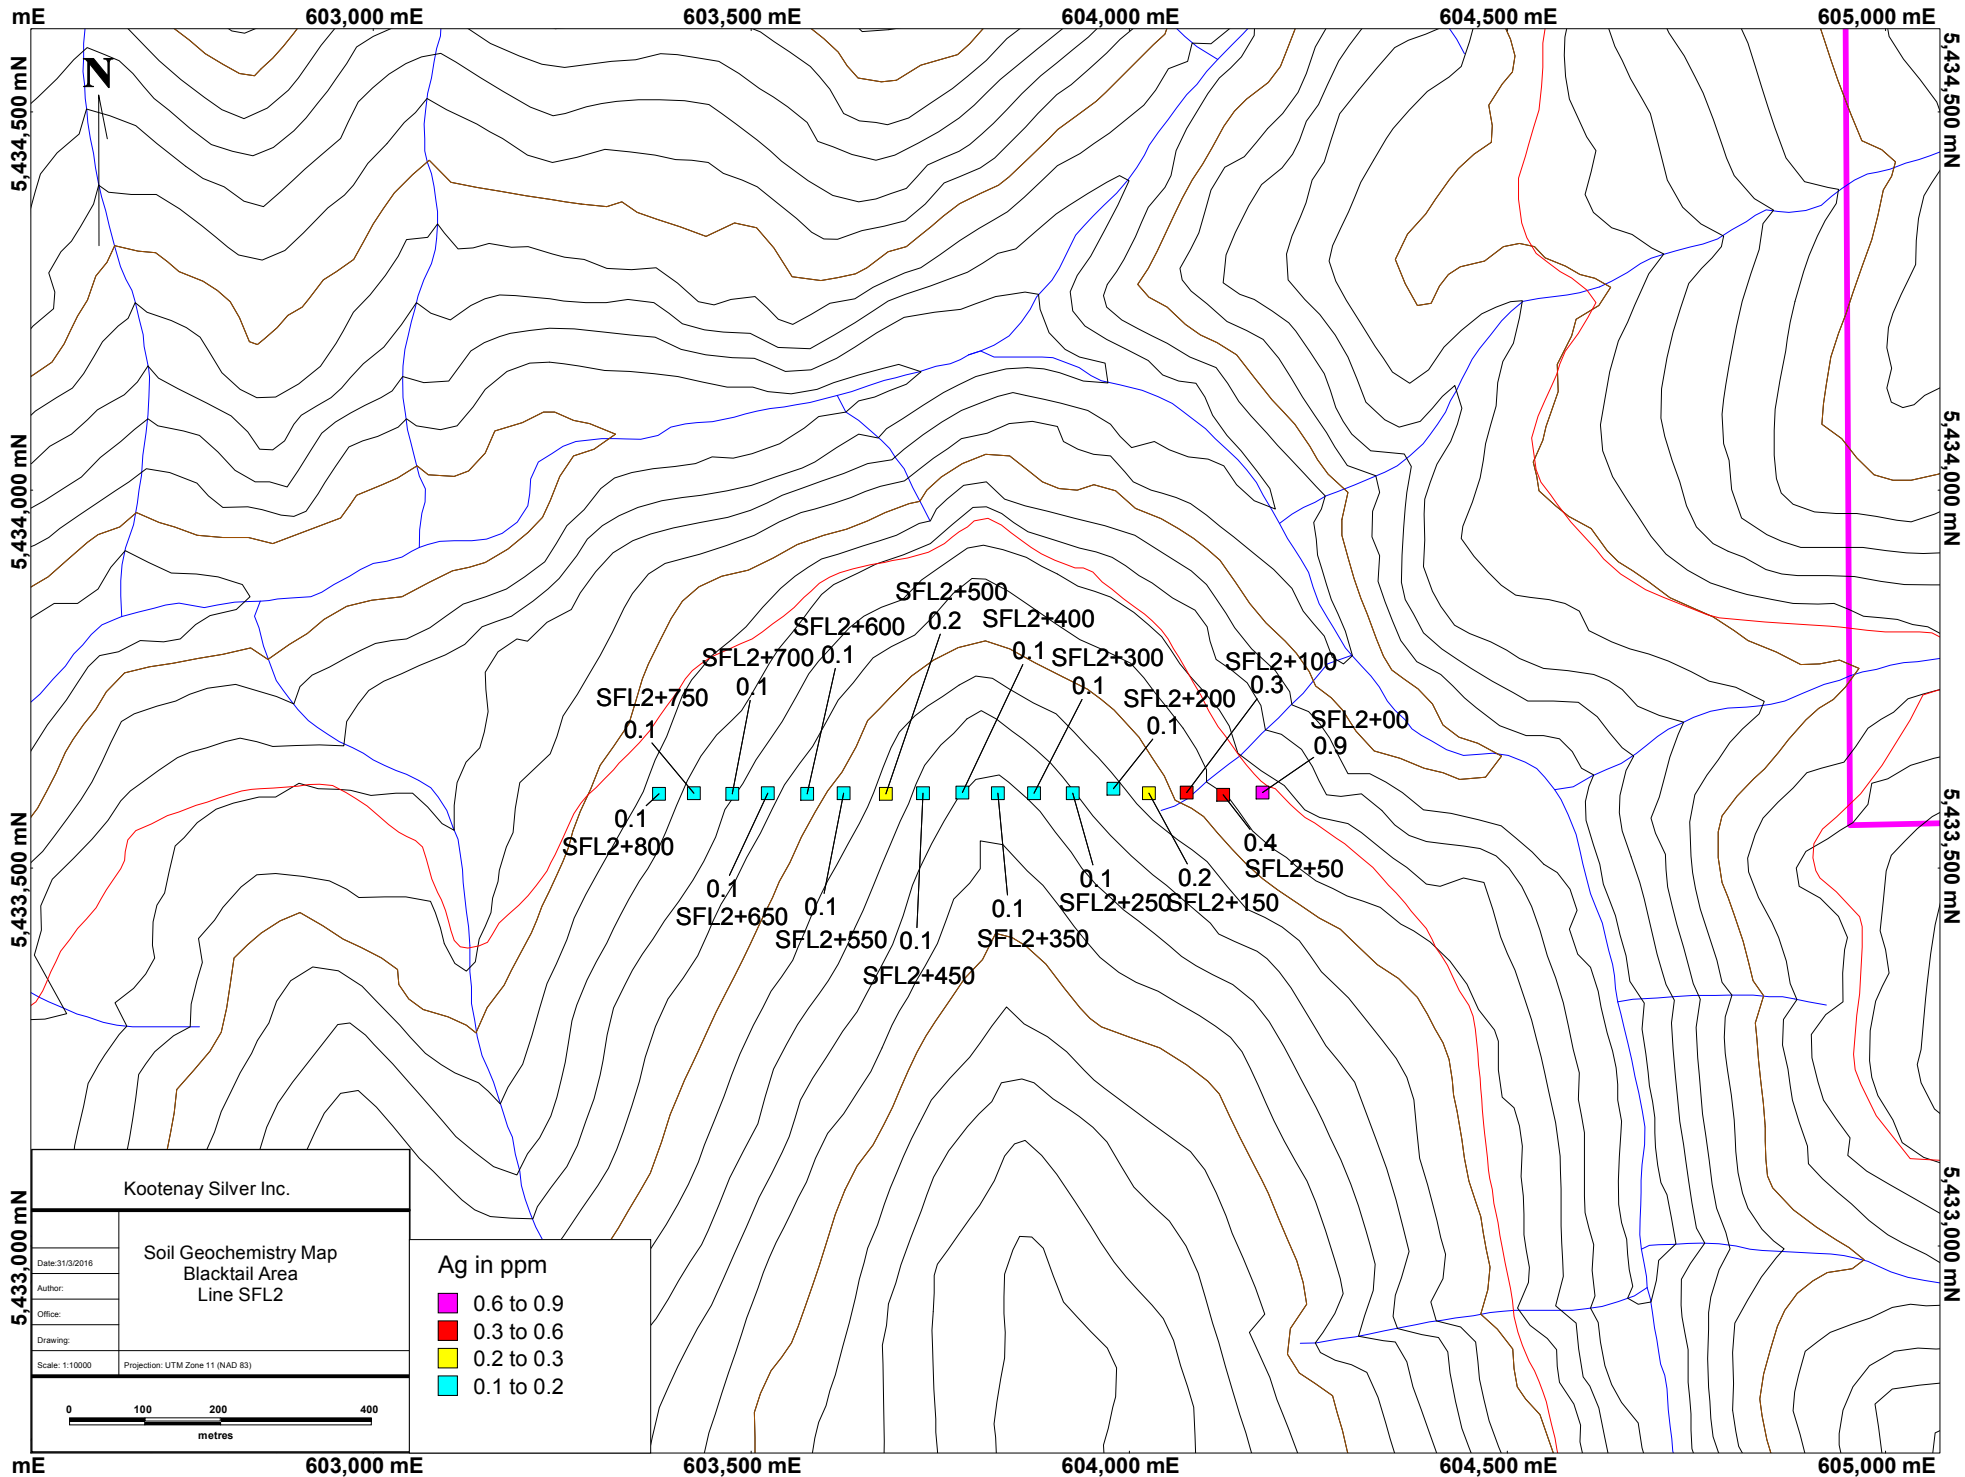 mE 603,000 mE 603,500 mE 604,000 mE 604,500 mE 605,000 mE
N
5,434,500 mN
5,434,500 mN
5,434,000 mN
5,434,000 mN
5,433,500 mN
5,433,500 mN
5,433,000 mN
5,433,000 mN
SFL2+500
0.2
SFL2+400
0.1
SFL2+600
0.1
SFL2+700
0.1
SFL2+300
0.1
SFL2+100
0.3
SFL2+750
0.1
SFL2+200
0.1
SFL2+00
0.9
0.1
SFL2+800
0.4
SFL2+50
0.1
SFL2+650
0.1
SFL2+550
0.1
SFL2+450
0.1
SFL2+350
0.1
SFL2+250
0.2
SFL2+150
Kootenay Silver Inc.
Soil Geochemistry Map
Blacktail Area
Line SFL2
Date:31/3/2016
Author:
Office:
Drawing:
Scale: 1:10000
Projection: UTM Zone 11 (NAD 83)
0 100 200 400
metres
Ag in ppm
0.6 to 0.9
0.3 to 0.6
0.2 to 0.3
0.1 to 0.2
mE 603,000 mE 603,500 mE 604,000 mE 604,500 mE 605,000 mE